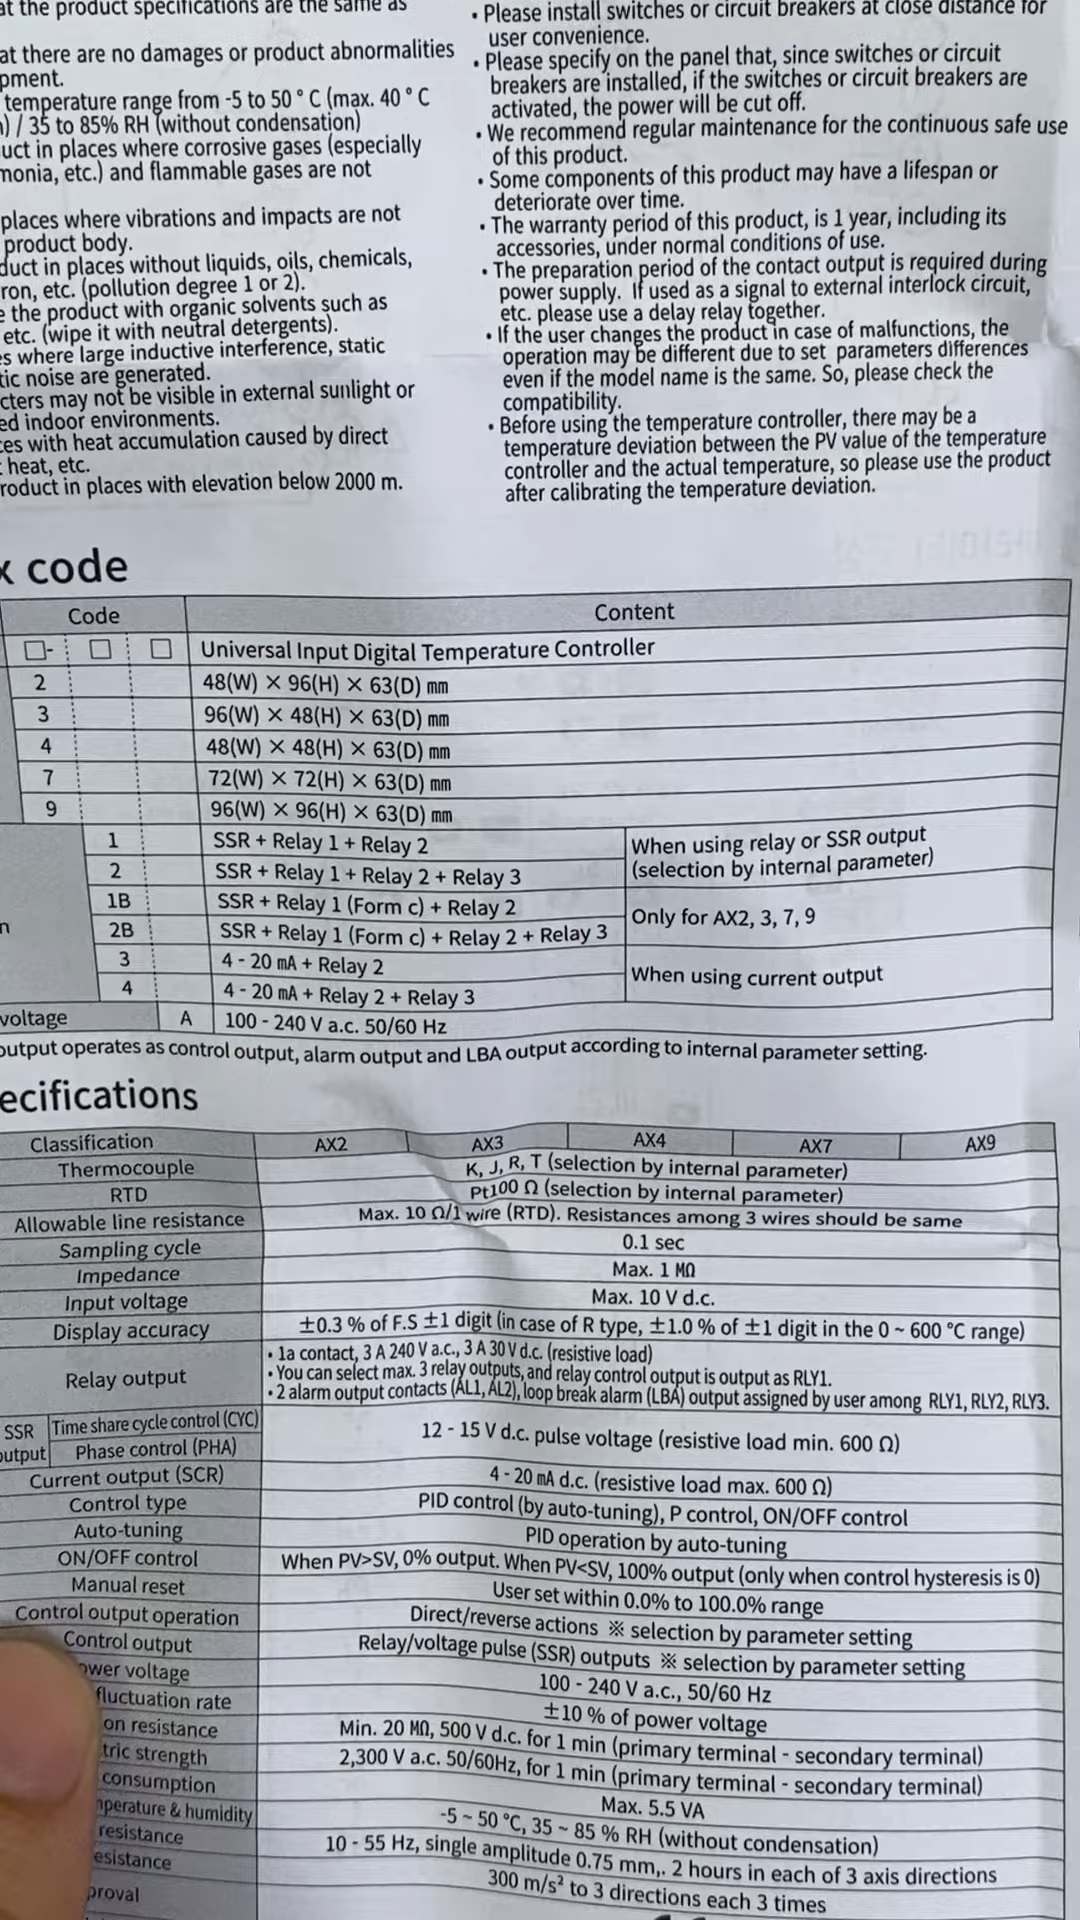 at the product specifications are the same as
at there are no damages or product abnormalities
pment.
temperature range from -5 to 50 ° C (max. 40 ° C
) / 35 to 85% RH (without condensation)
uct in places where corrosive gases (especially
monia, etc.) and flammable gases are not
places where vibrations and impacts are not
product body.
duct in places without liquids, oils, chemicals,
ron, etc. (pollution degree 1 or 2).
e the product with organic solvents such as
etc. (wipe it with neutral detergents).
s where large inductive interference, static
tic noise are generated.
cters may not be visible in external sunlight or
ed indoor environments.
ces with heat accumulation caused by direct
heat, etc.
roduct in places with elevation below 2000 m.
• Please install switches or circuit breakers at close distance for
user convenience.
• Please specify on the panel that, since switches or circuit
breakers are installed, if the switches or circuit breakers are
activated, the power will be cut off.
• We recommend regular maintenance for the continuous safe use
of this product.
• Some components of this product may have a lifespan or
deteriorate over time.
• The warranty period of this product, is 1 year, including its
accessories, under normal conditions of use.
• The preparation period of the contact output is required during
power supply. If used as a signal to external interlock circuit,
etc. please use a delay relay together.
• If the user changes the product in case of malfunctions, the
operation may be different due to set parameters differences
even if the model name is the same. So, please check the
compatibility.
• Before using the temperature controller, there may be a
temperature deviation between the PV value of the temperature
controller and the actual temperature, so please use the product
after calibrating the temperature deviation.
x code
Code Content
□- □ □ Universal Input Digital Temperature Controller
2 48(W) × 96(H) × 63(D) mm
3 96(W) × 48(H) × 63(D) mm
4 48(W) × 48(H) × 63(D) mm
7 72(W) × 72(H) × 63(D) mm
9 96(W) × 96(H) × 63(D) mm
1 SSR + Relay 1 + Relay 2 When using relay or SSR output
2 SSR + Relay 1 + Relay 2 + Relay 3 (selection by internal parameter)
1B SSR + Relay 1 (Form c) + Relay 2 Only for AX2, 3, 7, 9
n 2B SSR + Relay 1 (Form c) + Relay 2 + Relay 3
3 4 - 20 mA + Relay 2 When using current output
4 4 - 20 mA + Relay 2 + Relay 3
voltage A 100 - 240 V a.c. 50/60 Hz
output operates as control output, alarm output and LBA output according to internal parameter setting.
ecifications
Classification AX2 AX3 AX4 AX7 AX9
Thermocouple K, J, R, T (selection by internal parameter)
RTD Pt100 Ω (selection by internal parameter)
Allowable line resistance Max. 10 Ω/1 wire (RTD). Resistances among 3 wires should be same
Sampling cycle 0.1 sec
Impedance Max. 1 MΩ
Input voltage Max. 10 V d.c.
Display accuracy ±0.3 % of F.S ±1 digit (in case of R type, ±1.0 % of ±1 digit in the 0 ~ 600 °C range)
Relay output • 1a contact, 3 A 240 V a.c., 3 A 30 V d.c. (resistive load)
• You can select max. 3 relay outputs, and relay control output is output as RLY1.
• 2 alarm output contacts (AL1, AL2), loop break alarm (LBA) output assigned by user among RLY1, RLY2, RLY3.
SSR output Time share cycle control (CYC) 12 - 15 V d.c. pulse voltage (resistive load min. 600 Ω)
Phase control (PHA)
Current output (SCR) 4 - 20 mA d.c. (resistive load max. 600 Ω)
Control type PID control (by auto-tuning), P control, ON/OFF control
Auto-tuning PID operation by auto-tuning
ON/OFF control When PV>SV, 0% output. When PV<SV, 100% output (only when control hysteresis is 0)
Manual reset User set within 0.0% to 100.0% range
Control output operation Direct/reverse actions ※ selection by parameter setting
Control output Relay/voltage pulse (SSR) outputs ※ selection by parameter setting
ower voltage 100 - 240 V a.c., 50/60 Hz
fluctuation rate ±10 % of power voltage
on resistance Min. 20 MΩ, 500 V d.c. for 1 min (primary terminal - secondary terminal)
tric strength 2,300 V a.c. 50/60Hz, for 1 min (primary terminal - secondary terminal)
consumption Max. 5.5 VA
perature & humidity -5 ~ 50 °C, 35 ~ 85 % RH (without condensation)
resistance 10 - 55 Hz, single amplitude 0.75 mm,. 2 hours in each of 3 axis directions
esistance 300 m/s² to 3 directions each 3 times
proval